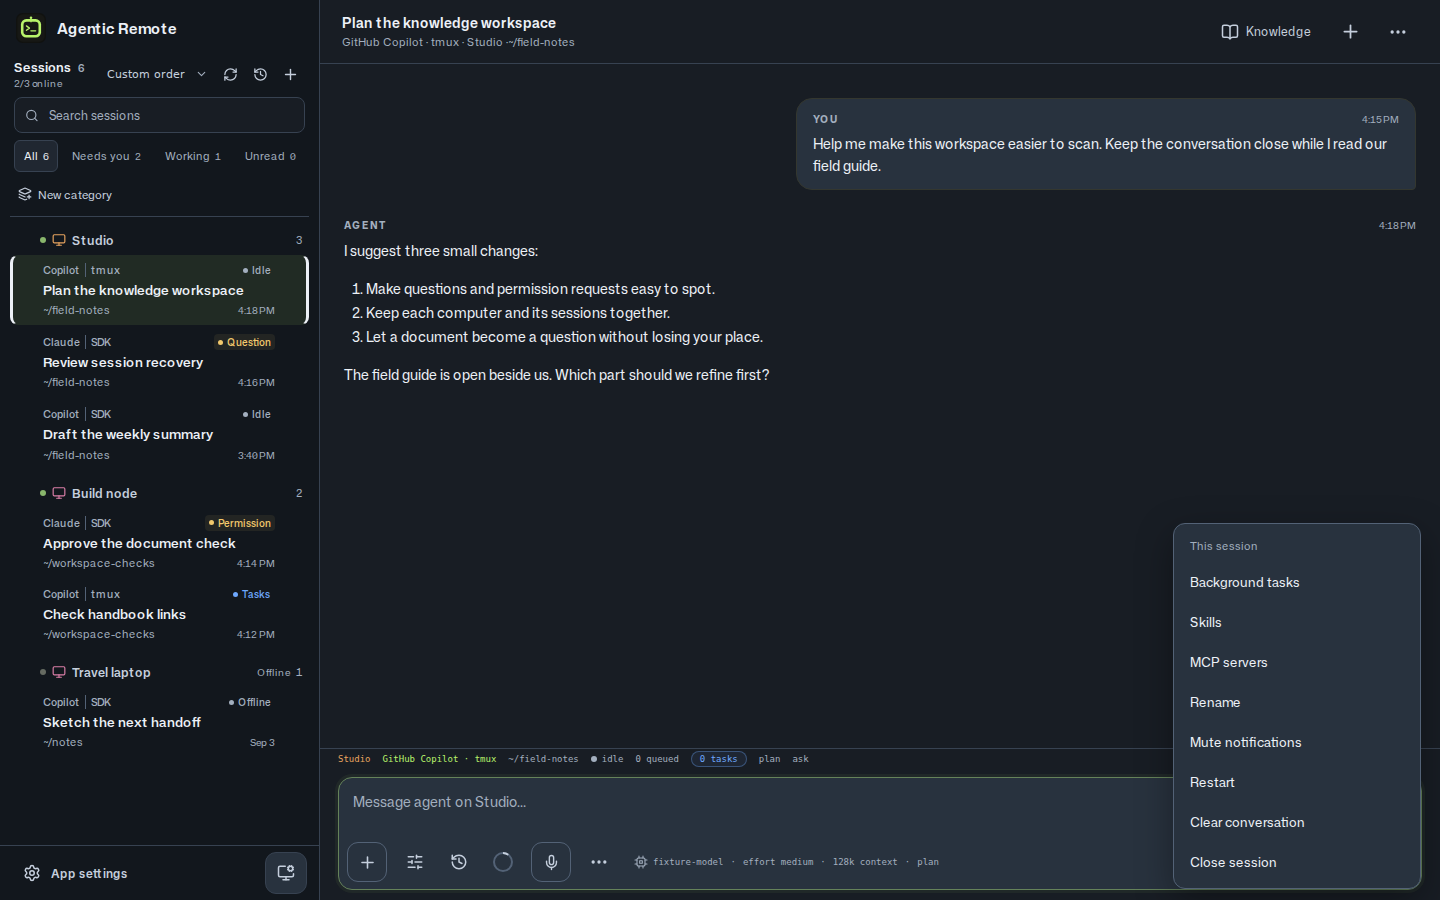 Agentic Remote
Sessions 6
2/3 online
Custom order
Search sessions
All 6
Needs you 2
Working 1
Unread 0
New category
Studio 3
Copilot | tmux
Idle
Plan the knowledge workspace
~/field-notes
4:18 PM
Claude | SDK
Question
Review session recovery
~/field-notes
4:16 PM
Copilot | SDK
Idle
Draft the weekly summary
~/field-notes
3:40 PM
Build node 2
Claude | SDK
Permission
Approve the document check
~/workspace-checks
4:14 PM
Copilot | tmux
Tasks
Check handbook links
~/workspace-checks
4:12 PM
Travel laptop
Offline 1
Copilot | SDK
Offline
Sketch the next handoff
~/notes
Sep 3
App settings
Plan the knowledge workspace
GitHub Copilot · tmux · Studio · ~/field-notes
Knowledge
YOU
4:15 PM
Help me make this workspace easier to scan. Keep the conversation close while I read our
field guide.
AGENT
4:18 PM
I suggest three small changes:
1. Make questions and permission requests easy to spot.
2. Keep each computer and its sessions together.
3. Let a document become a question without losing your place.
The field guide is open beside us. Which part should we refine first?
This session
Background tasks
Skills
MCP servers
Rename
Mute notifications
Restart
Clear conversation
Close session
Studio GitHub Copilot · tmux ~/field-notes idle 0 queued 0 tasks plan ask
Message agent on Studio...
fixture-model · effort medium · 128k context · plan